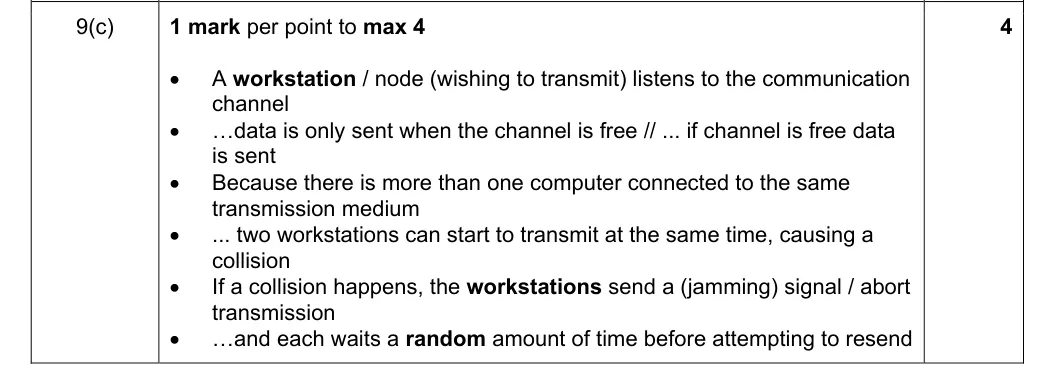 9(c) 1 mark per point to max 4 4
• A workstation / node (wishing to transmit) listens to the communication
channel
• …data is only sent when the channel is free // ... if channel is free data
is sent
• Because there is more than one computer connected to the same
transmission medium
• ... two workstations can start to transmit at the same time, causing a
collision
• If a collision happens, the workstations send a (jamming) signal / abort
transmission
• …and each waits a random amount of time before attempting to resend